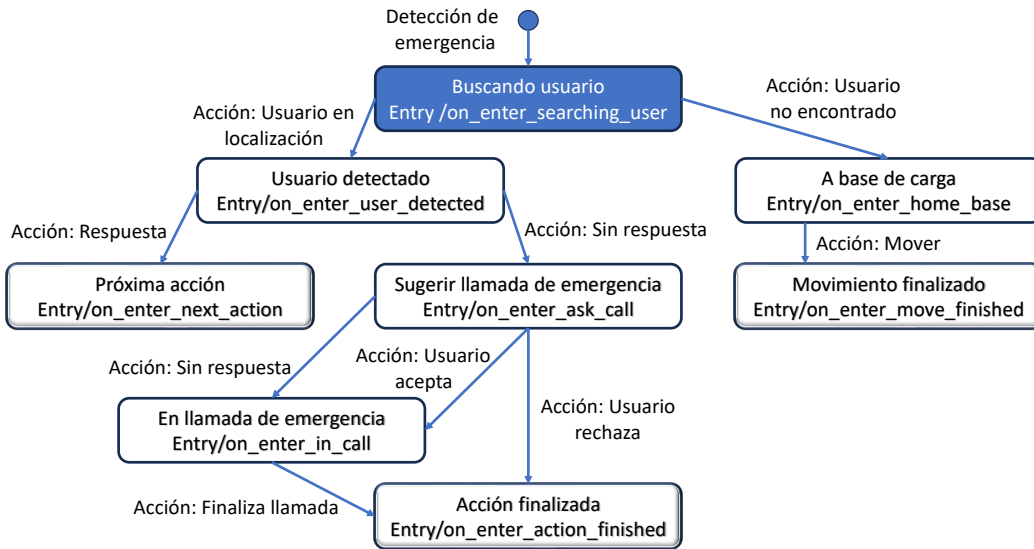 Detección de
emergencia
Buscando usuario
Entry /on_enter_searching_user
Acción: Usuario en
localización
Acción: Usuario
no encontrado
Usuario detectado
Entry/on_enter_user_detected
A base de carga
Entry/on_enter_home_base
Acción: Respuesta
Acción: Sin respuesta
Acción: Mover
Próxima acción
Entry/on_enter_next_action
Sugerir llamada de emergencia
Entry/on_enter_ask_call
Movimiento finalizado
Entry/on_enter_move_finished
Acción: Sin respuesta
Acción: Usuario
acepta
Acción: Usuario
rechaza
En llamada de emergencia
Entry/on_enter_in_call
Acción: Finaliza llamada
Acción finalizada
Entry/on_enter_action_finished